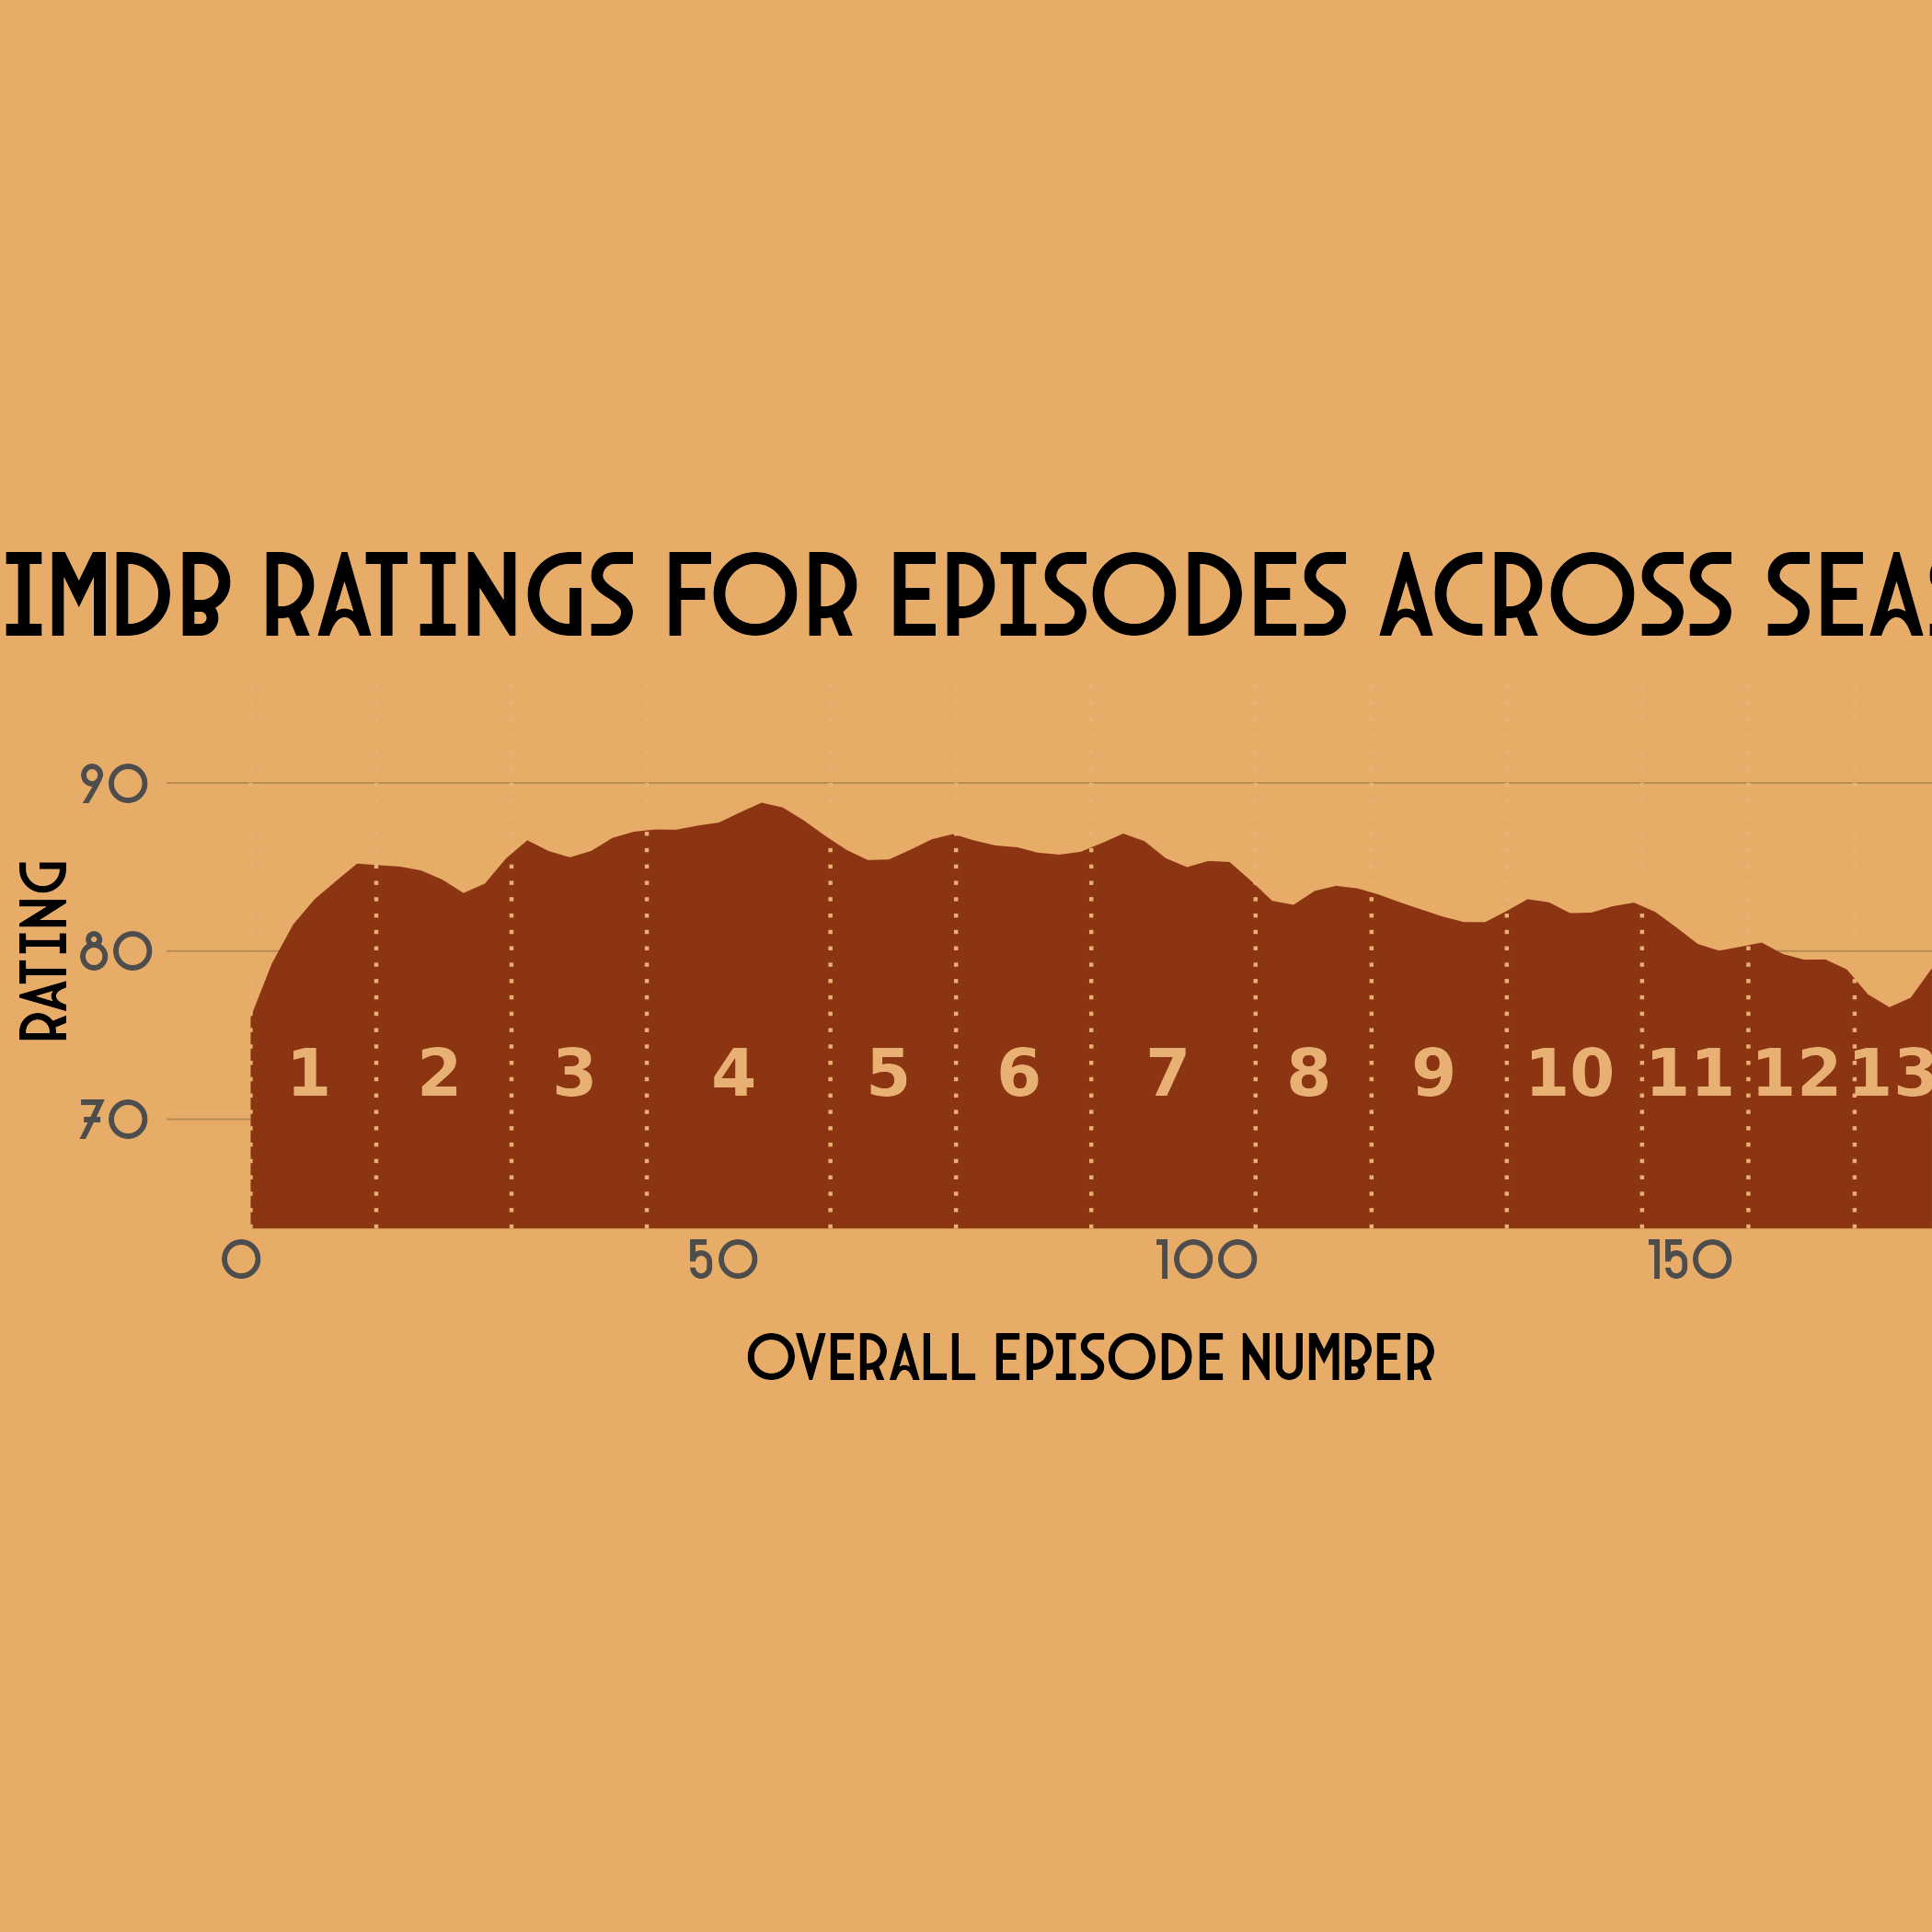 IMDB RATINGS FOR EPISODES ACROSS SEAS
90
80
70
RATING
1 2 3 4 5 6 7 8 9 10 11 12 13
0 50 100 150
OVERALL EPISODE NUMBER